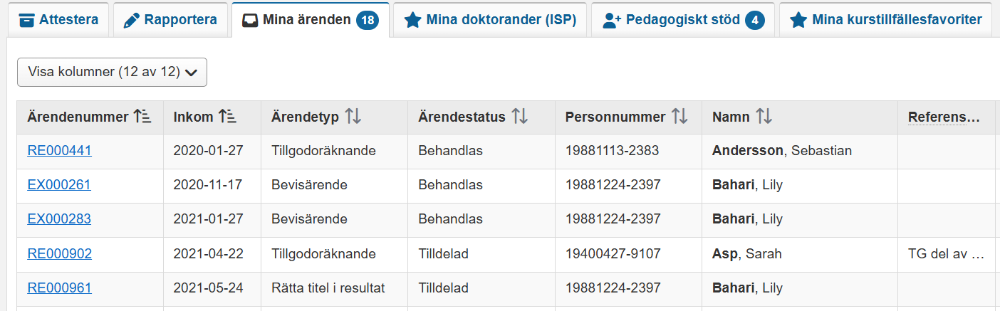 Attestera Rapportera Mina ärenden 18 Mina doktorander (ISP) Pedagogiskt stöd 4 Mina kurstillfällesfavoriter
Visa kolumner (12 av 12)
Ärendenummer Inkom Ärendetyp Ärendestatus Personnummer Namn Referens...
RE000441 2020-01-27 Tillgodoräknande Behandlas 19881113-2383 Andersson, Sebastian
EX000261 2020-11-17 Bevisärende Behandlas 19881224-2397 Bahari, Lily
EX000283 2021-01-27 Bevisärende Behandlas 19881224-2397 Bahari, Lily
RE000902 2021-04-22 Tillgodoräknande Tilldelad 19400427-9107 Asp, Sarah TG del av ...
RE000961 2021-05-24 Rätta titel i resultat Tilldelad 19881224-2397 Bahari, Lily